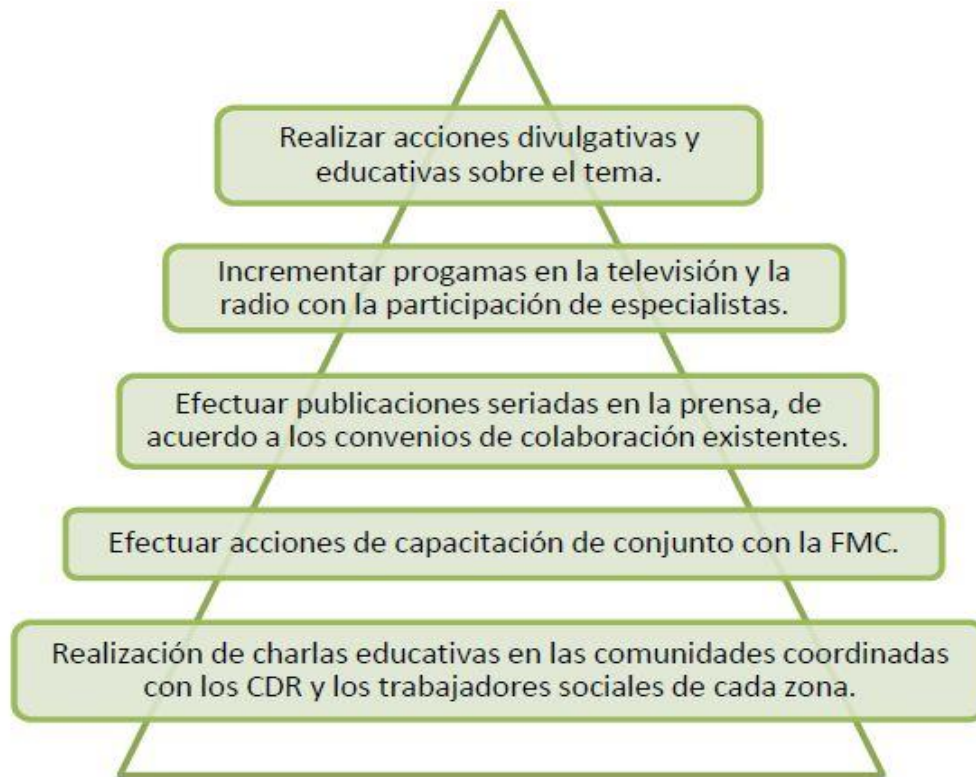 Realizar acciones divulgativas y
educativas sobre el tema.
Incrementar progamas en la televisión y la
radio con la participación de especialistas.
Efectuar publicaciones seriadas en la prensa, de
acuerdo a los convenios de colaboración existentes.
Efectuar acciones de capacitación de conjunto con la FMC.
Realización de charlas educativas en las comunidades coordinadas
con los CDR y los trabajadores sociales de cada zona.